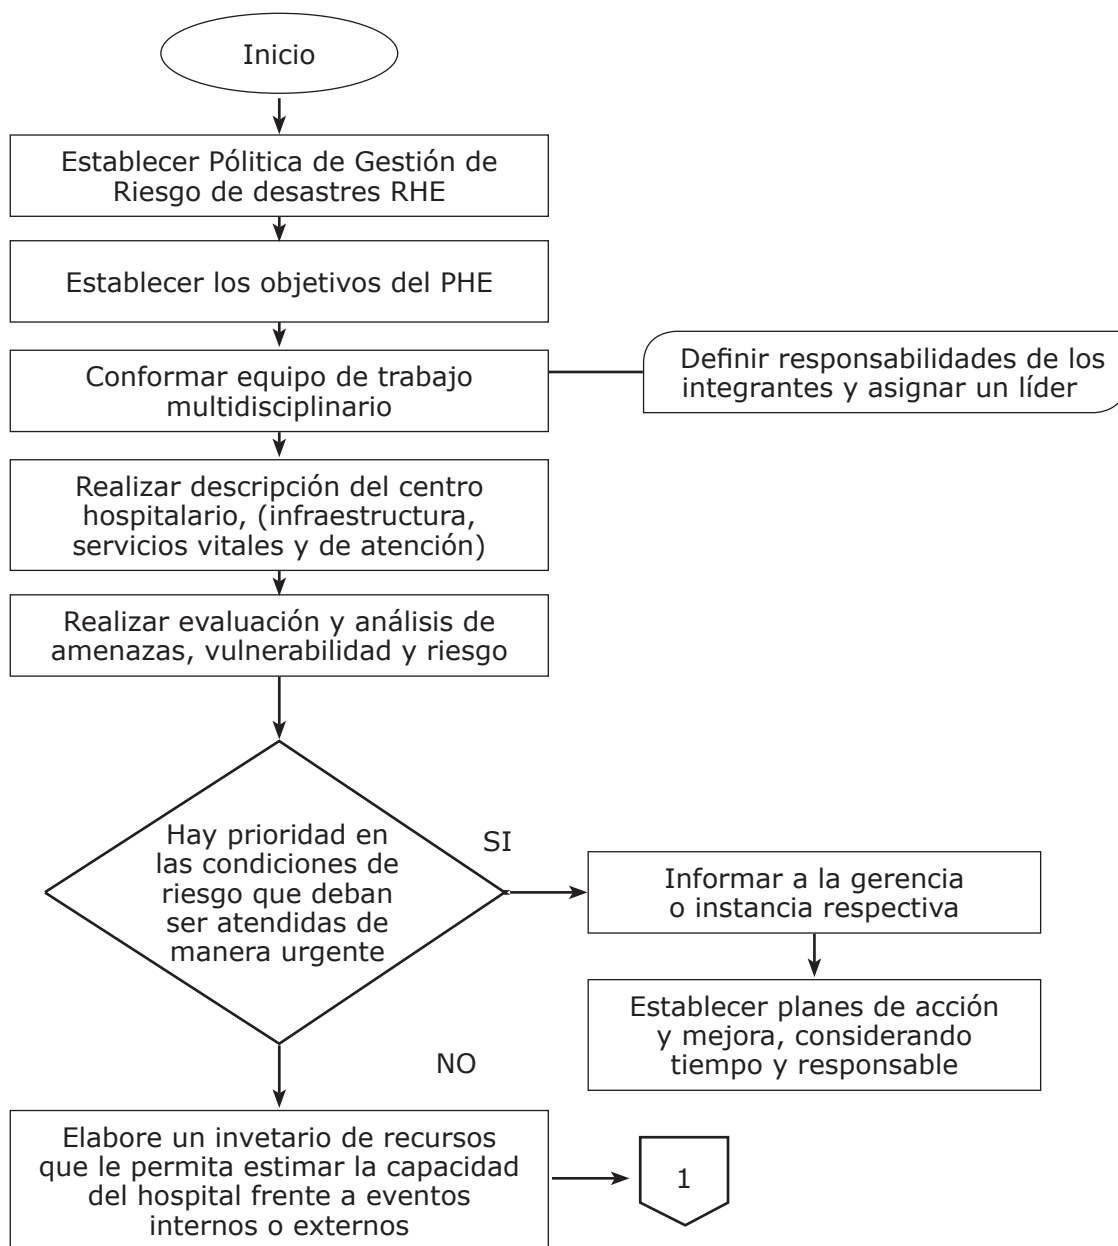 Inicio
Establecer Pólitica de Gestión de
Riesgo de desastres RHE
Establecer los objetivos del PHE
Conformar equipo de trabajo
multidisciplinario
Definir responsabilidades de los
integrantes y asignar un líder
Realizar descripción del centro
hospitalario, (infraestructura,
servicios vitales y de atención)
Realizar evaluación y análisis de
amenazas, vulnerabilidad y riesgo
Hay prioridad en
las condiciones de
riesgo que deban
ser atendidas de
manera urgente
SI
Informar a la gerencia
o instancia respectiva
Establecer planes de acción
y mejora, considerando
tiempo y responsable
NO
Elabore un invetario de recursos
que le permita estimar la capacidad
del hospital frente a eventos
internos o externos
1